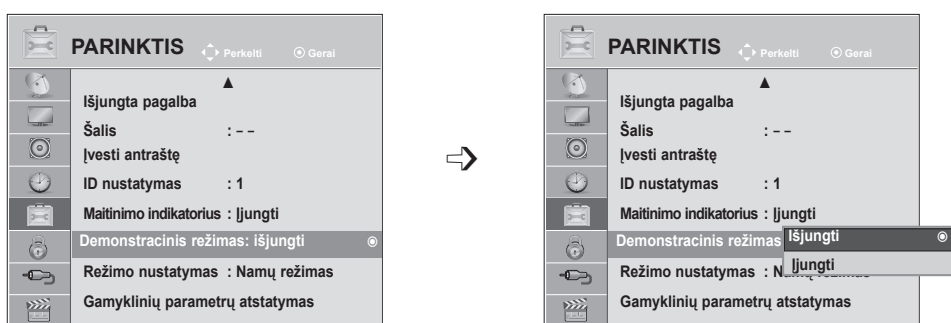 PARINKTIS Perkelti Gerai
▲
Išjungta pagalba
Šalis : – –
Įvesti antraštę
ID nustatymas : 1
Maitinimo indikatorius : Įjungti
Demonstracinis režimas: išjungti
Režimo nustatymas : Namų režimas
Gamyklinių parametrų atstatymas
PARINKTIS Perkelti Gerai
▲
Išjungta pagalba
Šalis : – –
Įvesti antraštę
ID nustatymas : 1
Maitinimo indikatorius : Įjungti
Demonstracinis režimas Išjungti
Įjungti
Režimo nustatymas : Namų režimas
Gamyklinių parametrų atstatymas